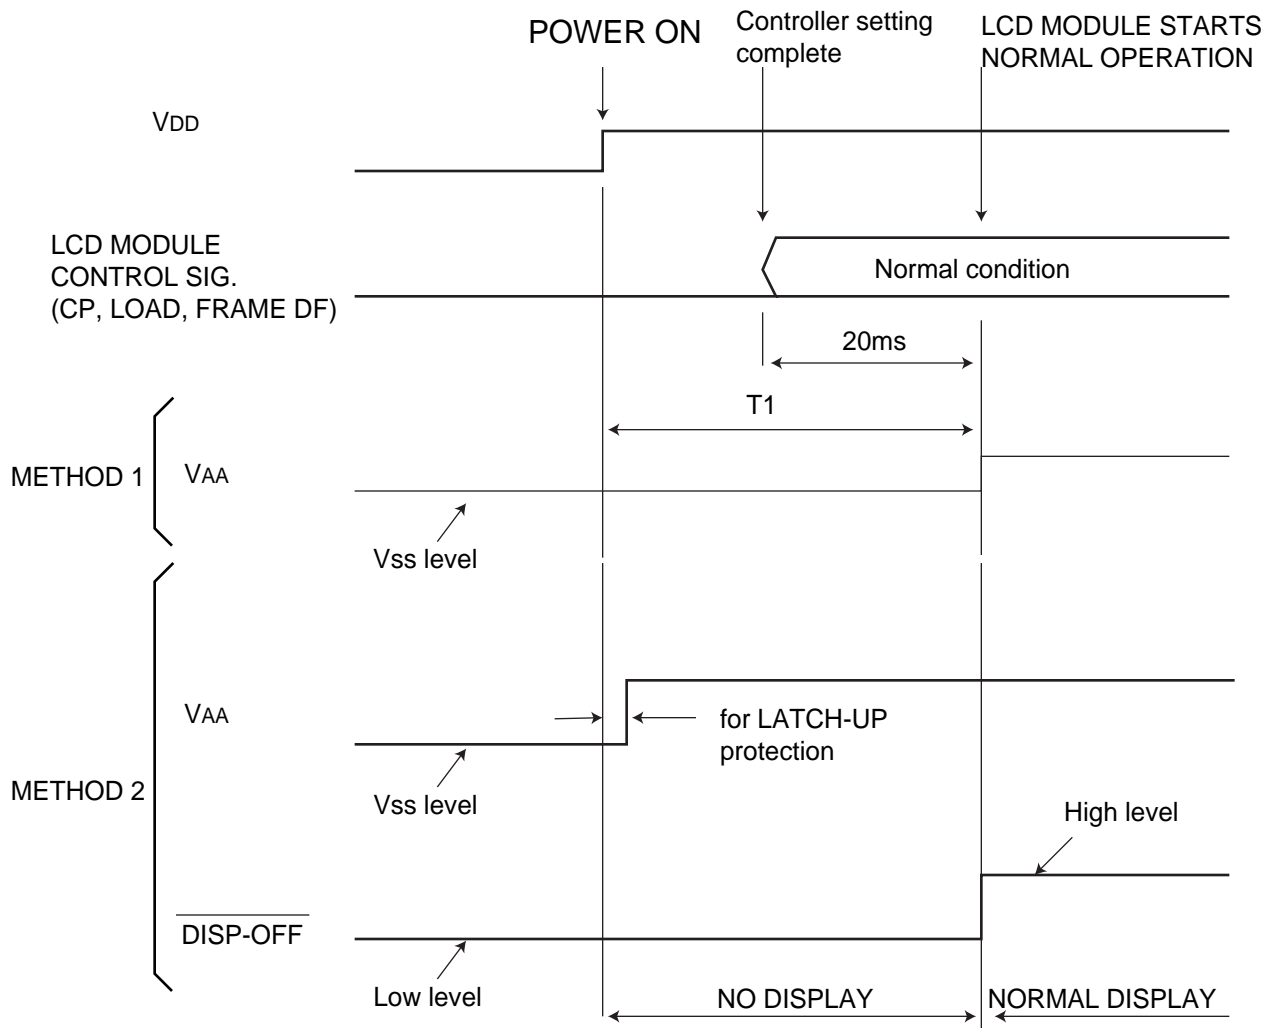 POWER ON
Controller setting
complete
LCD MODULE STARTS
NORMAL OPERATION
VDD
LCD MODULE
CONTROL SIG.
(CP, LOAD, FRAME DF)
Normal condition
20ms
T1
METHOD 1
VAA
Vss level
METHOD 2
VAA
for LATCH-UP
protection
Vss level
High level
DISP-OFF
Low level
NO DISPLAY
NORMAL DISPLAY